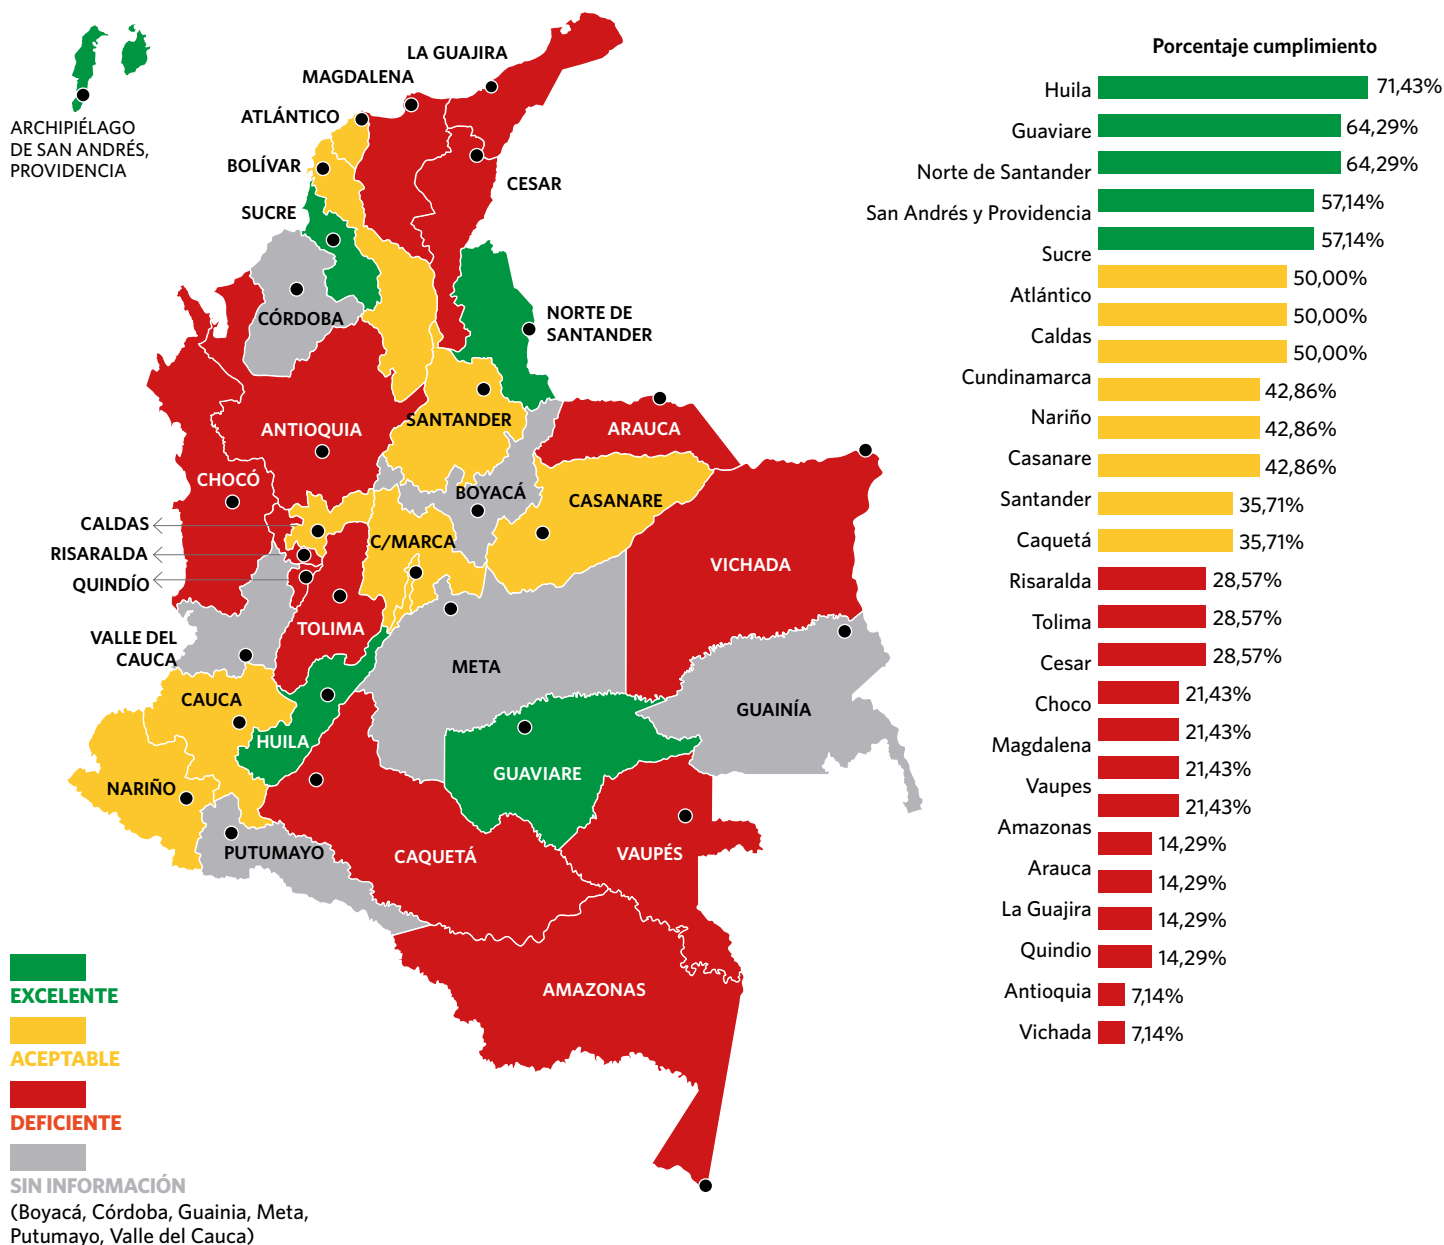 LA GUAJIRA
MAGDALENA
ATLÁNTICO
BOLÍVAR
CESAR
SUCRE
ARCHIPIÉLAGO
DE SAN ANDRÉS,
PROVIDENCIA
CÓRDOBA
NORTE DE
SANTANDER
SANTANDER
ANTIOQUIA
ARAUCA
CHOCÓ
BOYACÁ
CASANARE
CALDAS
C/MARCA
RISARALDA
QUINDÍO
VICHADA
TOLIMA
VALLE DEL
CAUCA
META
CAUCA
GUAINÍA
HUILA
GUAVIARE
NARIÑO
PUTUMAYO
CAQUETÁ
VAUPÉS
AMAZONAS
EXCELENTE
ACEPTABLE
DEFICIENTE
SIN INFORMACIÓN
(Boyacá, Córdoba, Guainia, Meta,
Putumayo, Valle del Cauca)
Porcentaje cumplimiento
Huila 71,43%
Guaviare 64,29%
Norte de Santander 64,29%
San Andrés y Providencia 57,14%
Sucre 57,14%
Atlántico 50,00%
50,00%
Caldas 50,00%
Cundinamarca 42,86%
Nariño 42,86%
Casanare 42,86%
Santander 35,71%
Caquetá 35,71%
Risaralda 28,57%
Tolima 28,57%
Cesar 28,57%
Choco 21,43%
Magdalena 21,43%
Vaupes 21,43%
21,43%
Amazonas 14,29%
Arauca 14,29%
La Guajira 14,29%
Quindio 14,29%
Antioquia 7,14%
Vichada 7,14%